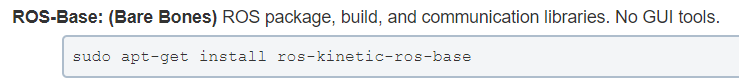 ROS-Base: (Bare Bones) ROS package, build, and communication libraries. No GUI tools.
sudo apt-get install ros-kinetic-ros-base